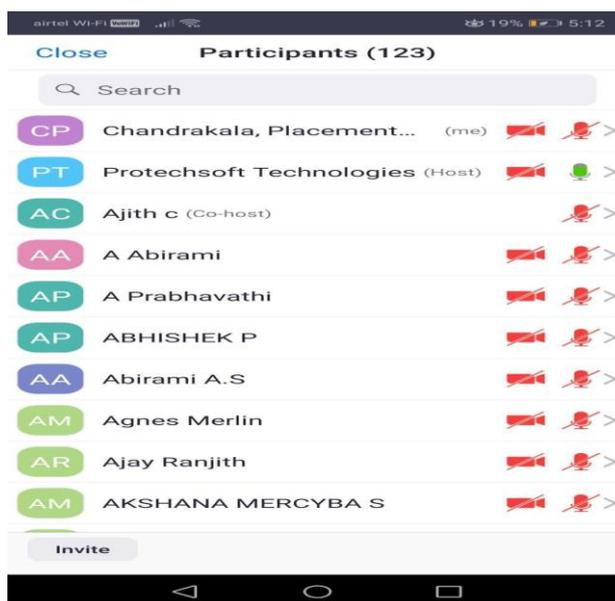 airtel Wi-Fi VoWiFi 19% 5:12
Close Participants (123)
Search
CP Chandrakala, Placement... (me)
PT Protechsoft Technologies (Host)
AC Ajith c (Co-host)
AA A Abirami
AP A Prabhavathi
AP ABHISHEK P
AA Abirami A.S
AM Agnes Merlin
AR Ajay Ranjith
AM AKSHANA MERCYBA S
Invite